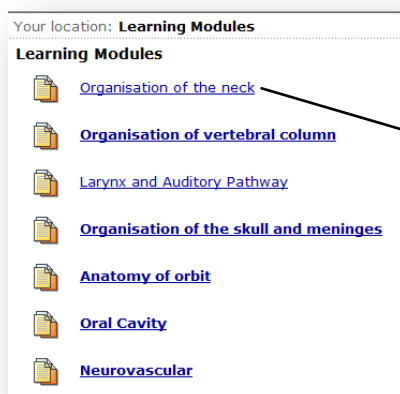 Your location: Learning Modules
Learning Modules
Organisation of the neck
Organisation of vertebral column
Larynx and Auditory Pathway
Organisation of the skull and meninges
Anatomy of orbit
Oral Cavity
Neurovascular